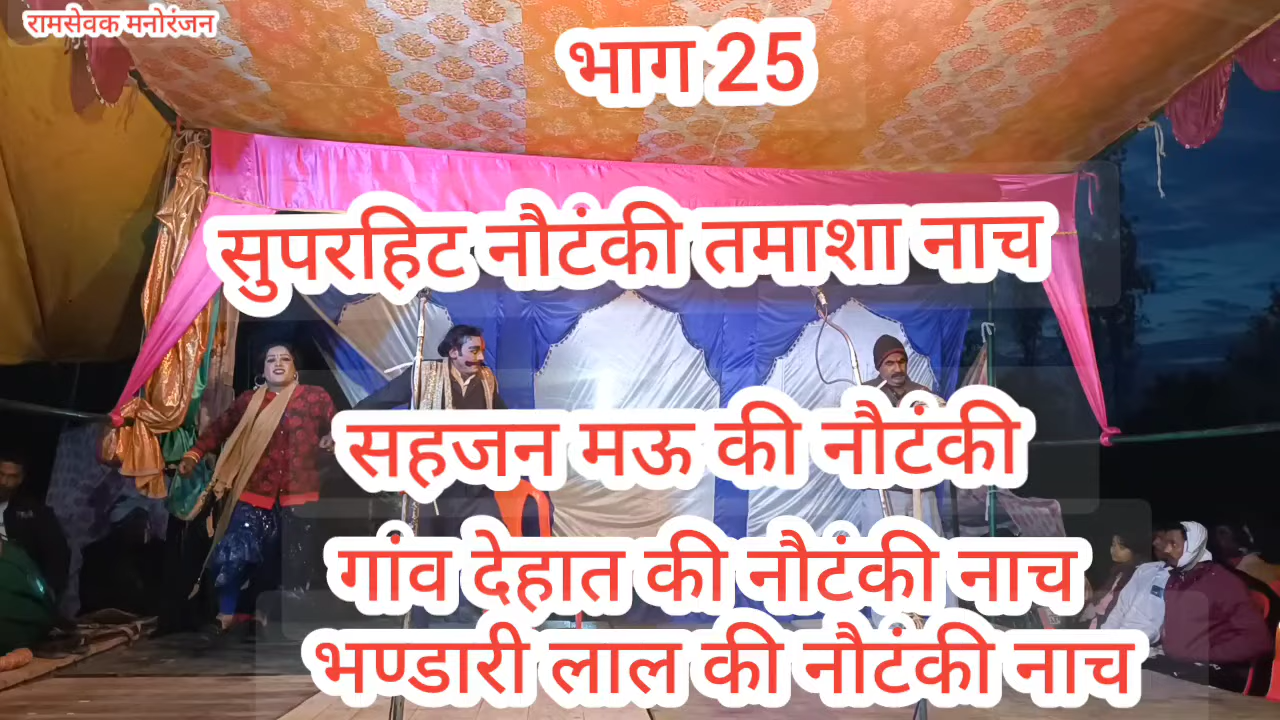 रामसेवक मनोरंजन
भाग 25
सुपरहिट नौटंकी तमाशा नाच
सहजन मऊ की नौटंकी
गांव देहात की नौटंकी नाच
भण्डारी लाल की नौटंकी नाच